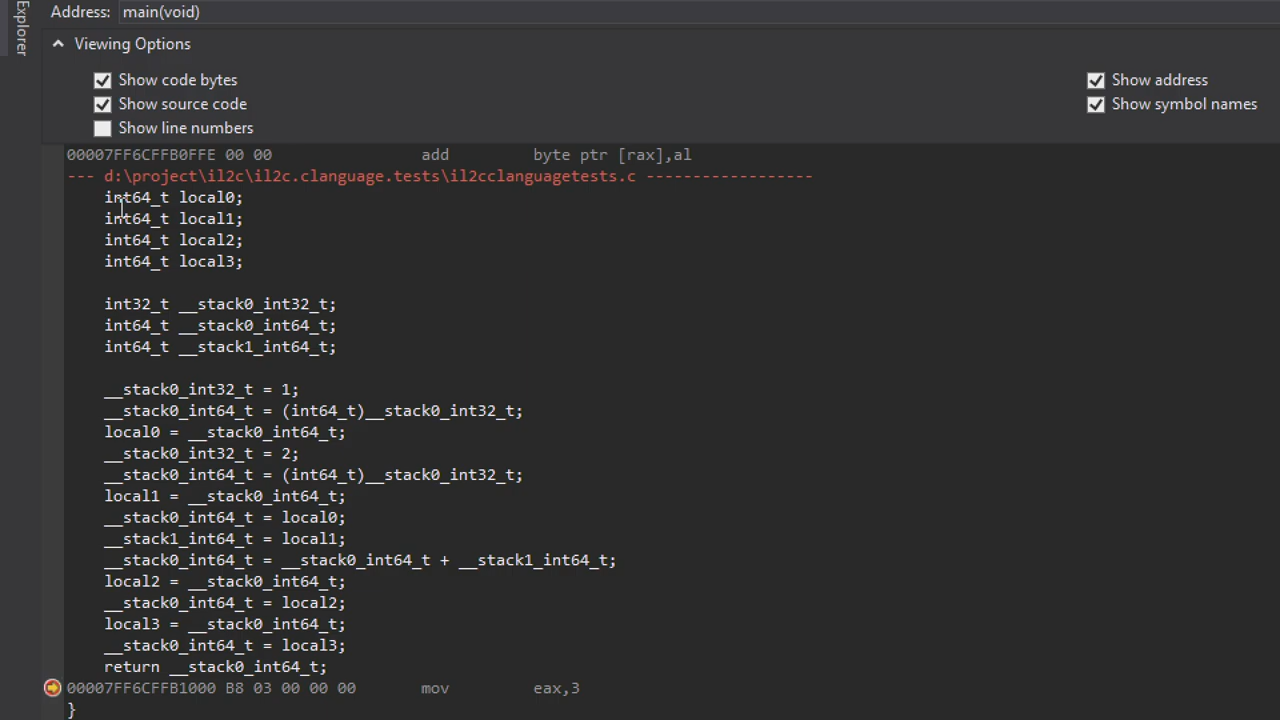 Explorer
Address: main(void)
Viewing Options
Show code bytes
Show address
Show source code
Show symbol names
Show line numbers
00007FF6CFFB0FFE 00 00 add byte ptr [rax],al
--- d:\project\il2c\il2c.clanguage.tests\il2cclanguagetests.c ------------------
int64_t local0;
int64_t local1;
int64_t local2;
int64_t local3;
int32_t __stack0_int32_t;
int64_t __stack0_int64_t;
int64_t __stack1_int64_t;
__stack0_int32_t = 1;
__stack0_int64_t = (int64_t)__stack0_int32_t;
local0 = __stack0_int64_t;
__stack0_int32_t = 2;
__stack0_int64_t = (int64_t)__stack0_int32_t;
local1 = __stack0_int64_t;
__stack0_int64_t = local0;
__stack1_int64_t = local1;
__stack0_int64_t = __stack0_int64_t + __stack1_int64_t;
local2 = __stack0_int64_t;
__stack0_int64_t = local2;
local3 = __stack0_int64_t;
__stack0_int64_t = local3;
return __stack0_int64_t;
00007FF6CFFB1000 B8 03 00 00 00 mov eax,3
}